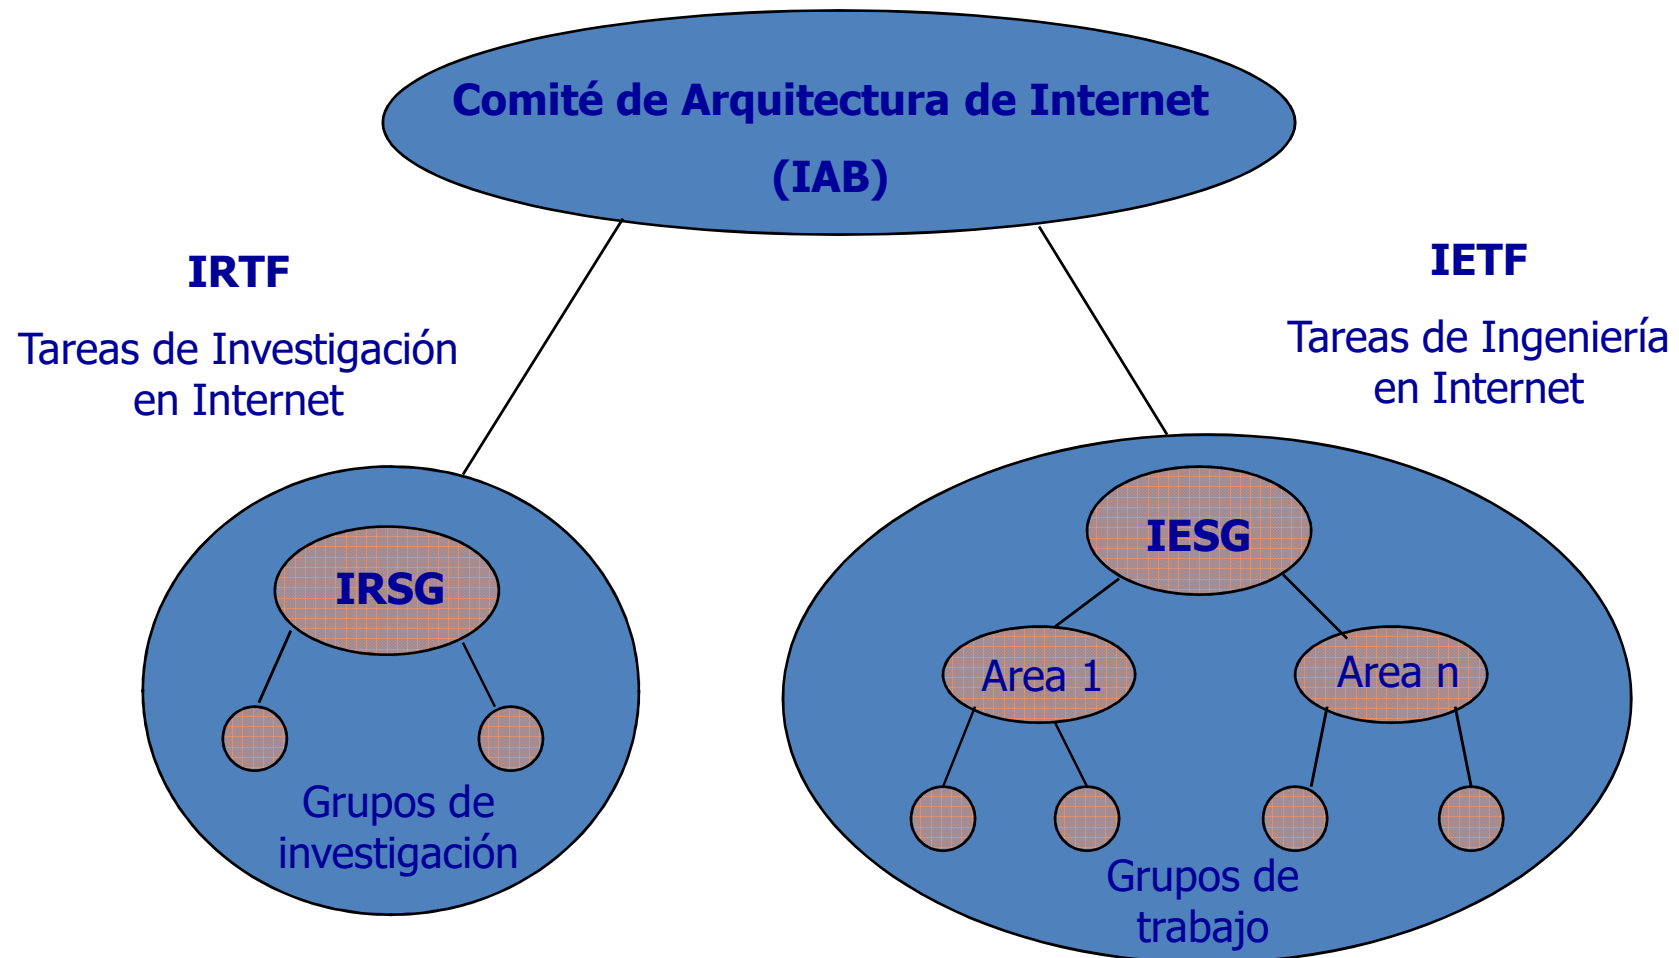 Comité de Arquitectura de Internet
(IAB)
IRTF
Tareas de Investigación
en Internet
IETF
Tareas de Ingeniería
en Internet
IRSG
Grupos de
investigación
IESG
Area 1
Area n
Grupos de
trabajo